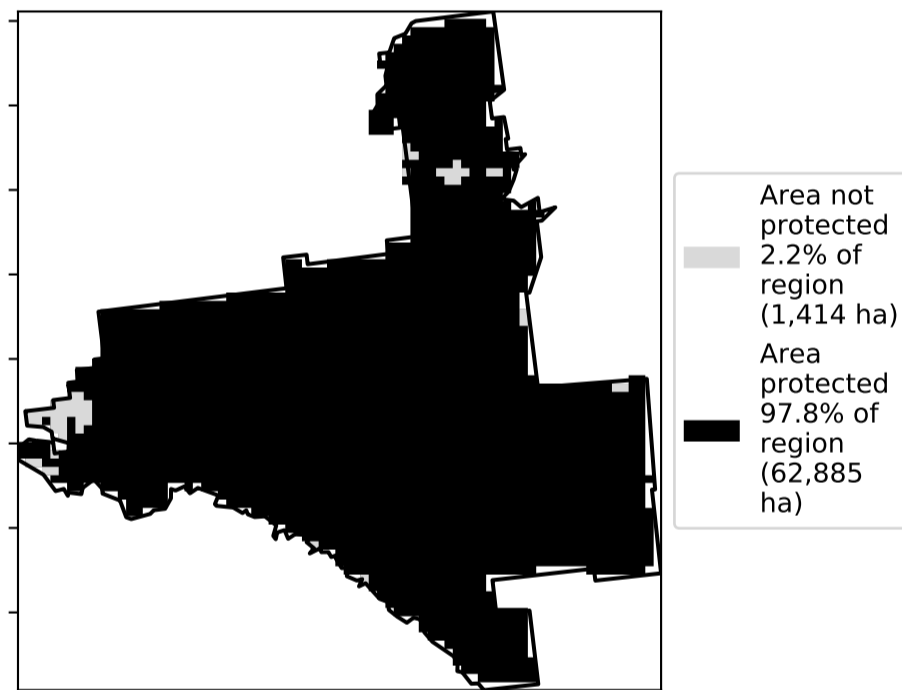 Area not
protected
2.2% of
region
(1,414 ha)
Area
protected
97.8% of
region
(62,885
ha)